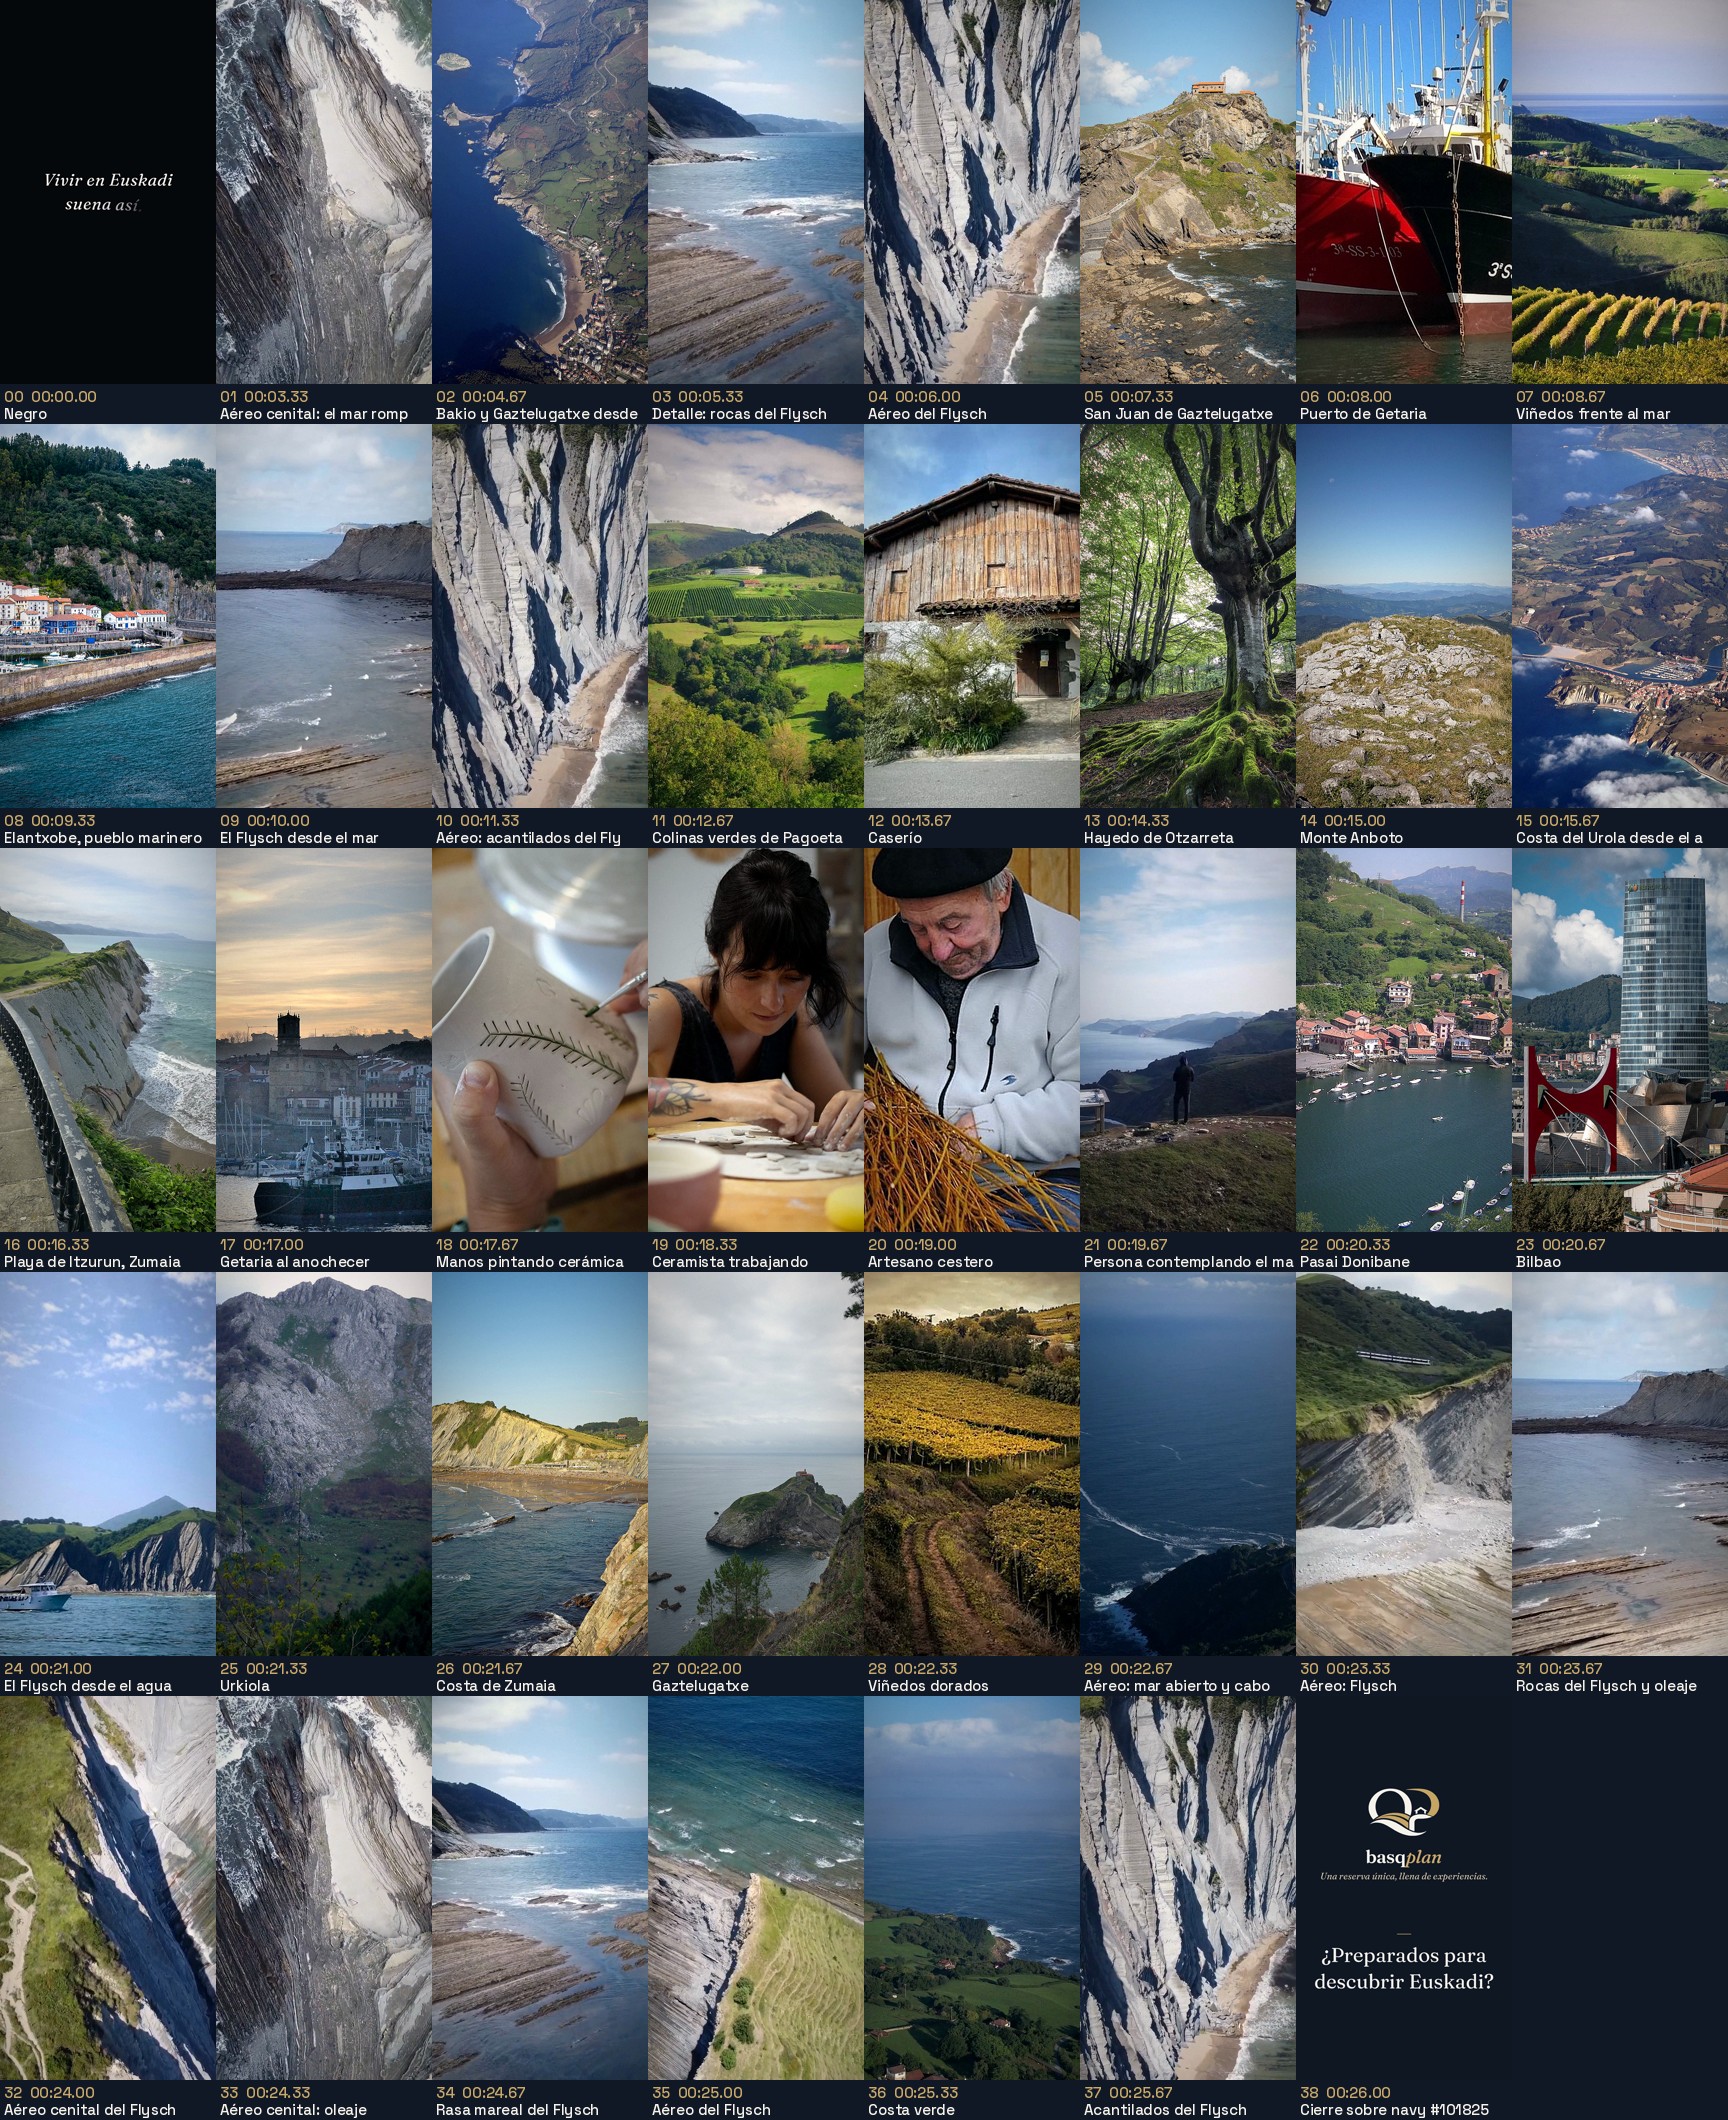 Vivir en Euskadi
suena así.
3ª-SS-3-1-03
3ªS
00 00:00.00
Negro
01 00:03.33
Aéreo cenital: el mar romp
02 00:04.67
Bakio y Gaztelugatxe desde
03 00:05.33
Detalle: rocas del Flysch
04 00:06.00
Aéreo del Flysch
05 00:07.33
San Juan de Gaztelugatxe
06 00:08.00
Puerto de Getaria
07 00:08.67
Viñedos frente al mar
08 00:09.33
Elantxobe, pueblo marinero
09 00:10.00
El Flysch desde el mar
10 00:11.33
Aéreo: acantilados del Fly
11 00:12.67
Colinas verdes de Pagoeta
12 00:13.67
Caserío
13 00:14.33
Hayedo de Otzarreta
14 00:15.00
Monte Anboto
15 00:15.67
Costa del Urola desde el a
16 00:16.33
Playa de Itzurun, Zumaia
17 00:17.00
Getaria al anochecer
18 00:17.67
Manos pintando cerámica
19 00:18.33
Ceramista trabajando
20 00:19.00
Artesano cestero
21 00:19.67
Persona contemplando el ma
22 00:20.33
Pasai Donibane
23 00:20.67
Bilbao
24 00:21.00
El Flysch desde el agua
25 00:21.33
Urkiola
26 00:21.67
Costa de Zumaia
27 00:22.00
Gaztelugatxe
28 00:22.33
Viñedos dorados
29 00:22.67
Aéreo: mar abierto y cabo
30 00:23.33
Aéreo: Flysch
31 00:23.67
Rocas del Flysch y oleaje
basqplan
Una reserva única, llena de experiencias.
¿Preparados para
descubrir Euskadi?
32 00:24.00
Aéreo cenital del Flysch
33 00:24.33
Aéreo cenital: oleaje
34 00:24.67
Rasa mareal del Flysch
35 00:25.00
Aéreo del Flysch
36 00:25.33
Costa verde
37 00:25.67
Acantilados del Flysch
38 00:26.00
Cierre sobre navy #101825